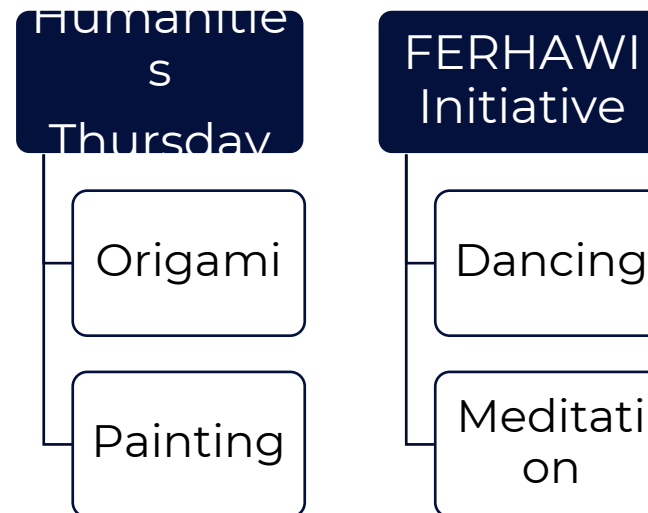 Humanitie
s
Thursday
Origami
Painting
FERHAWI
Initiative
Dancing
Meditati
on